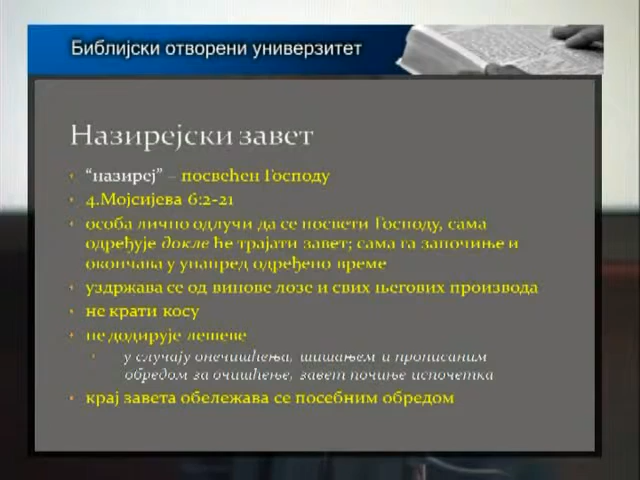 Библијски отворени универзитет
Назирејски завет
“назиреј” – посвећен Господу
4.Мојсијева 6:2-21
особа лично одлучи да се посвети Господу, сама
одређује докле ће трајати завет; сама га започиње и
окончава у унапред одређено време
уздржава се од винове лозе и свих његових производа
не крати косу
не додирује лешеве
у случају онечишћења, шишањем и прописаним
обредом за очишћење, завет почиње испочетка
крај завета обележава се посебним обредом